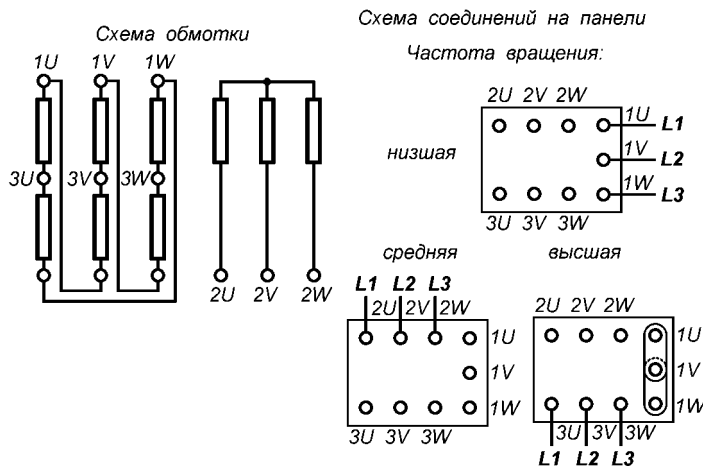 Схема обмотки
1U 1V 1W
3U 3V 3W
2U 2V 2W
Схема соединений на панели
Частота вращения:
низшая
2U 2V 2W
1U L1
1V L2
1W L3
3U 3V 3W
средняя
L1 L2 L3
2U 2V 2W
1U
1V
1W
3U 3V 3W
высшая
2U 2V 2W
1U
1V
1W
3U 3V 3W
L1 L2 L3